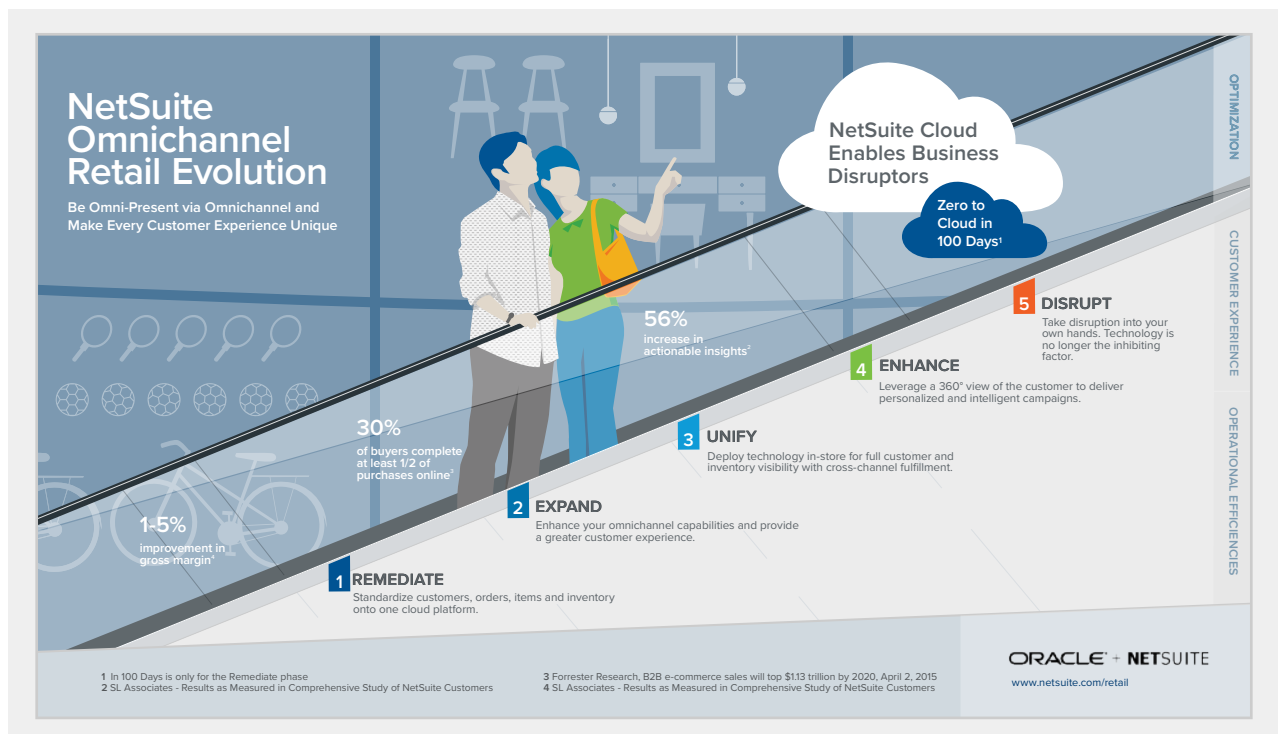 NetSuite
Omnichannel
Retail Evolution
Be Omni-Present via Omnichannel and
Make Every Customer Experience Unique
NetSuite Cloud
Enables Business
Disruptors
Zero to
Cloud in
100 Days¹
OPTIMIZATION
CUSTOMER EXPERIENCE
OPERATIONAL EFFICIENCIES
56%
increase in
actionable insights²
30%
of buyers complete
at least 1/2 of
purchases online³
1-5%
improvement in
gross margin⁴
5 DISRUPT
Take disruption into your
own hands. Technology is
no longer the inhibiting
factor.
4 ENHANCE
Leverage a 360° view of the customer to deliver
personalized and intelligent campaigns.
3 UNIFY
Deploy technology in-store for full customer and
inventory visibility with cross-channel fulfillment.
2 EXPAND
Enhance your omnichannel capabilities and provide
a greater customer experience.
1 REMEDIATE
Standardize customers, orders, items and inventory
onto one cloud platform.
1 In 100 Days is only for the Remediate phase
2 SL Associates - Results as Measured in Comprehensive Study of NetSuite Customers
3 Forrester Research, B2B e-commerce sales will top $1.13 trillion by 2020, April 2, 2015
4 SL Associates - Results as Measured in Comprehensive Study of NetSuite Customers
ORACLE® + NETSUITE
www.netsuite.com/retail